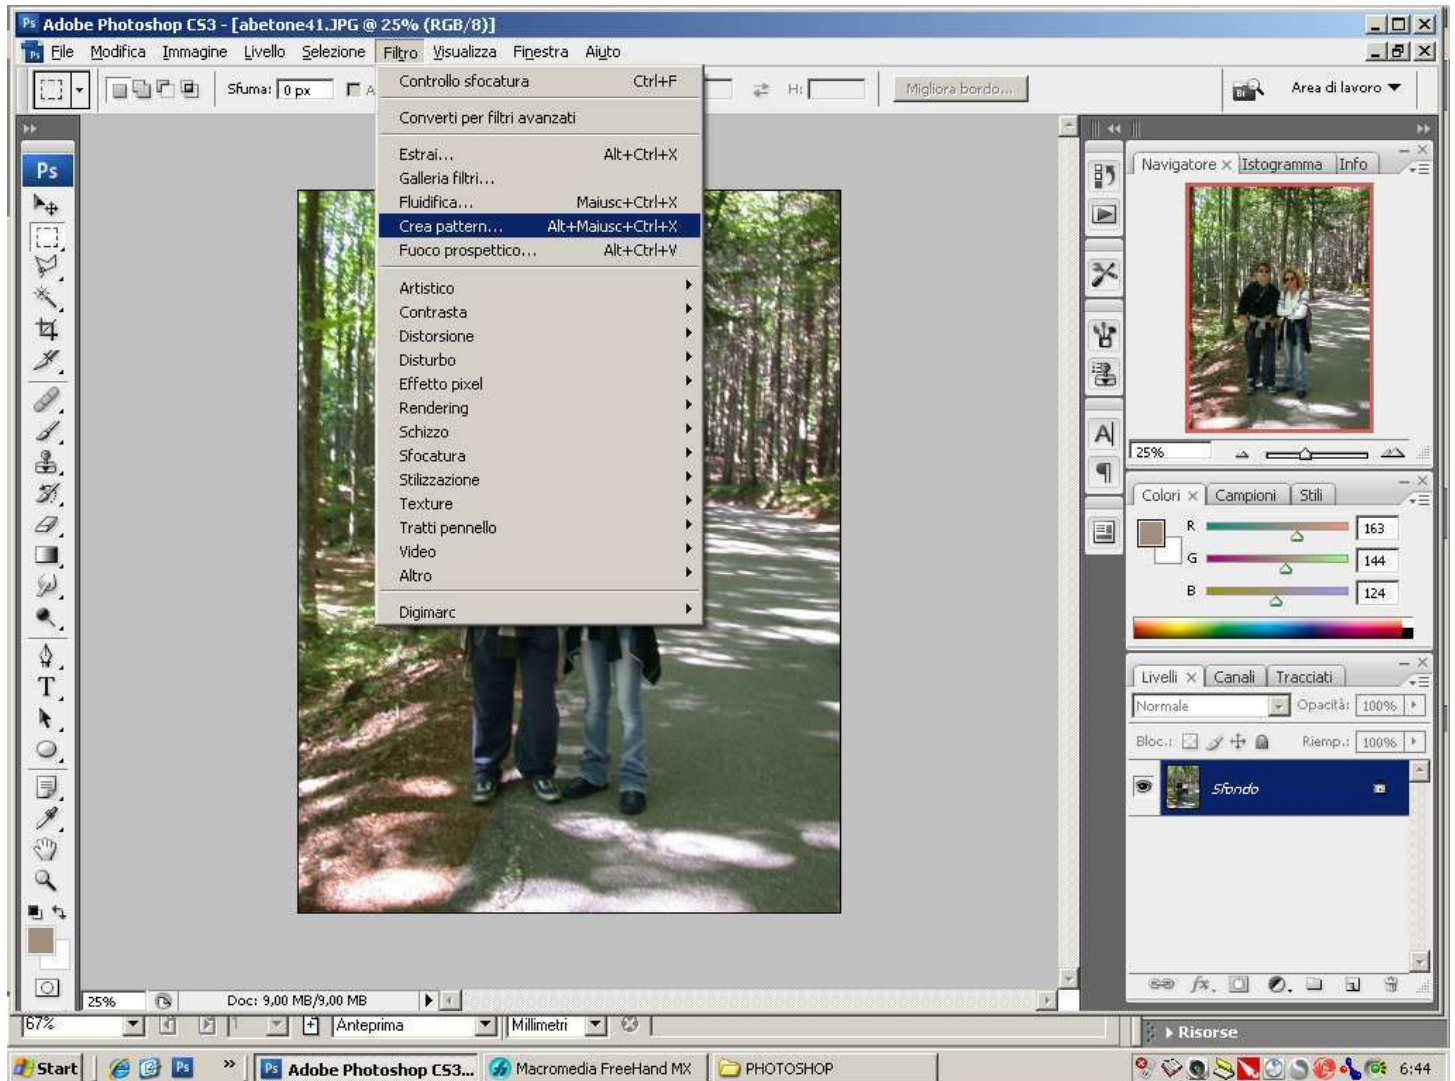 Adobe Photoshop CS3 - [abetone41.JPG @ 25% (RGB/8)]
File Modifica Immagine Livello Selezione Filtro Visualizza Finestra Aiuto
Sfuma: 0 px A H: Migliora bordo... Br Area di lavoro
Controllo sfocatura Ctrl+F
Converti per filtri avanzati
Estrai... Alt+Ctrl+X
Galleria filtri...
Fluidifica... Maiusc+Ctrl+X
Crea pattern... Alt+Maiusc+Ctrl+X
Fuoco prospettico... Alt+Ctrl+V
Artistico
Contrasta
Distorsione
Disturbo
Effetto pixel
Rendering
Schizzo
Sfocatura
Stilizzazione
Texture
Tratti pennello
Video
Altro
Digimarc
Ps
Navigatore Istogramma Info
25%
Colori Campioni Stili
R 163
G 144
B 124
Livelli Canali Tracciati
Normale Opacità: 100%
Bloc.: Riemp.: 100%
Sfondo
25% Doc: 9,00 MB/9,00 MB
67% 1 Anteprima Millimetri
Risorse
Start Ps Adobe Photoshop CS3... Macromedia FreeHand MX PHOTOSHOP 6:44